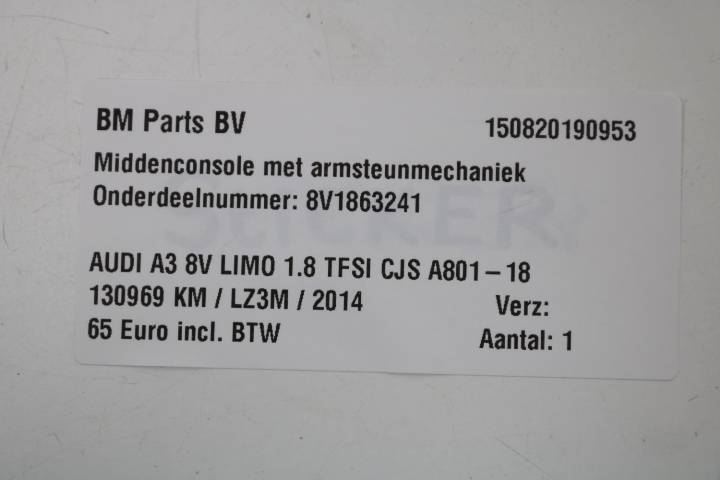 BM Parts BV 150820190953
Middenconsole met armsteunmechaniek
Onderdeelnummer: 8V1863241
STICKER
AUDI A3 8V LIMO 1.8 TFSI CJS A801-18
130969 KM / LZ3M / 2014 Verz:
65 Euro incl. BTW Aantal: 1